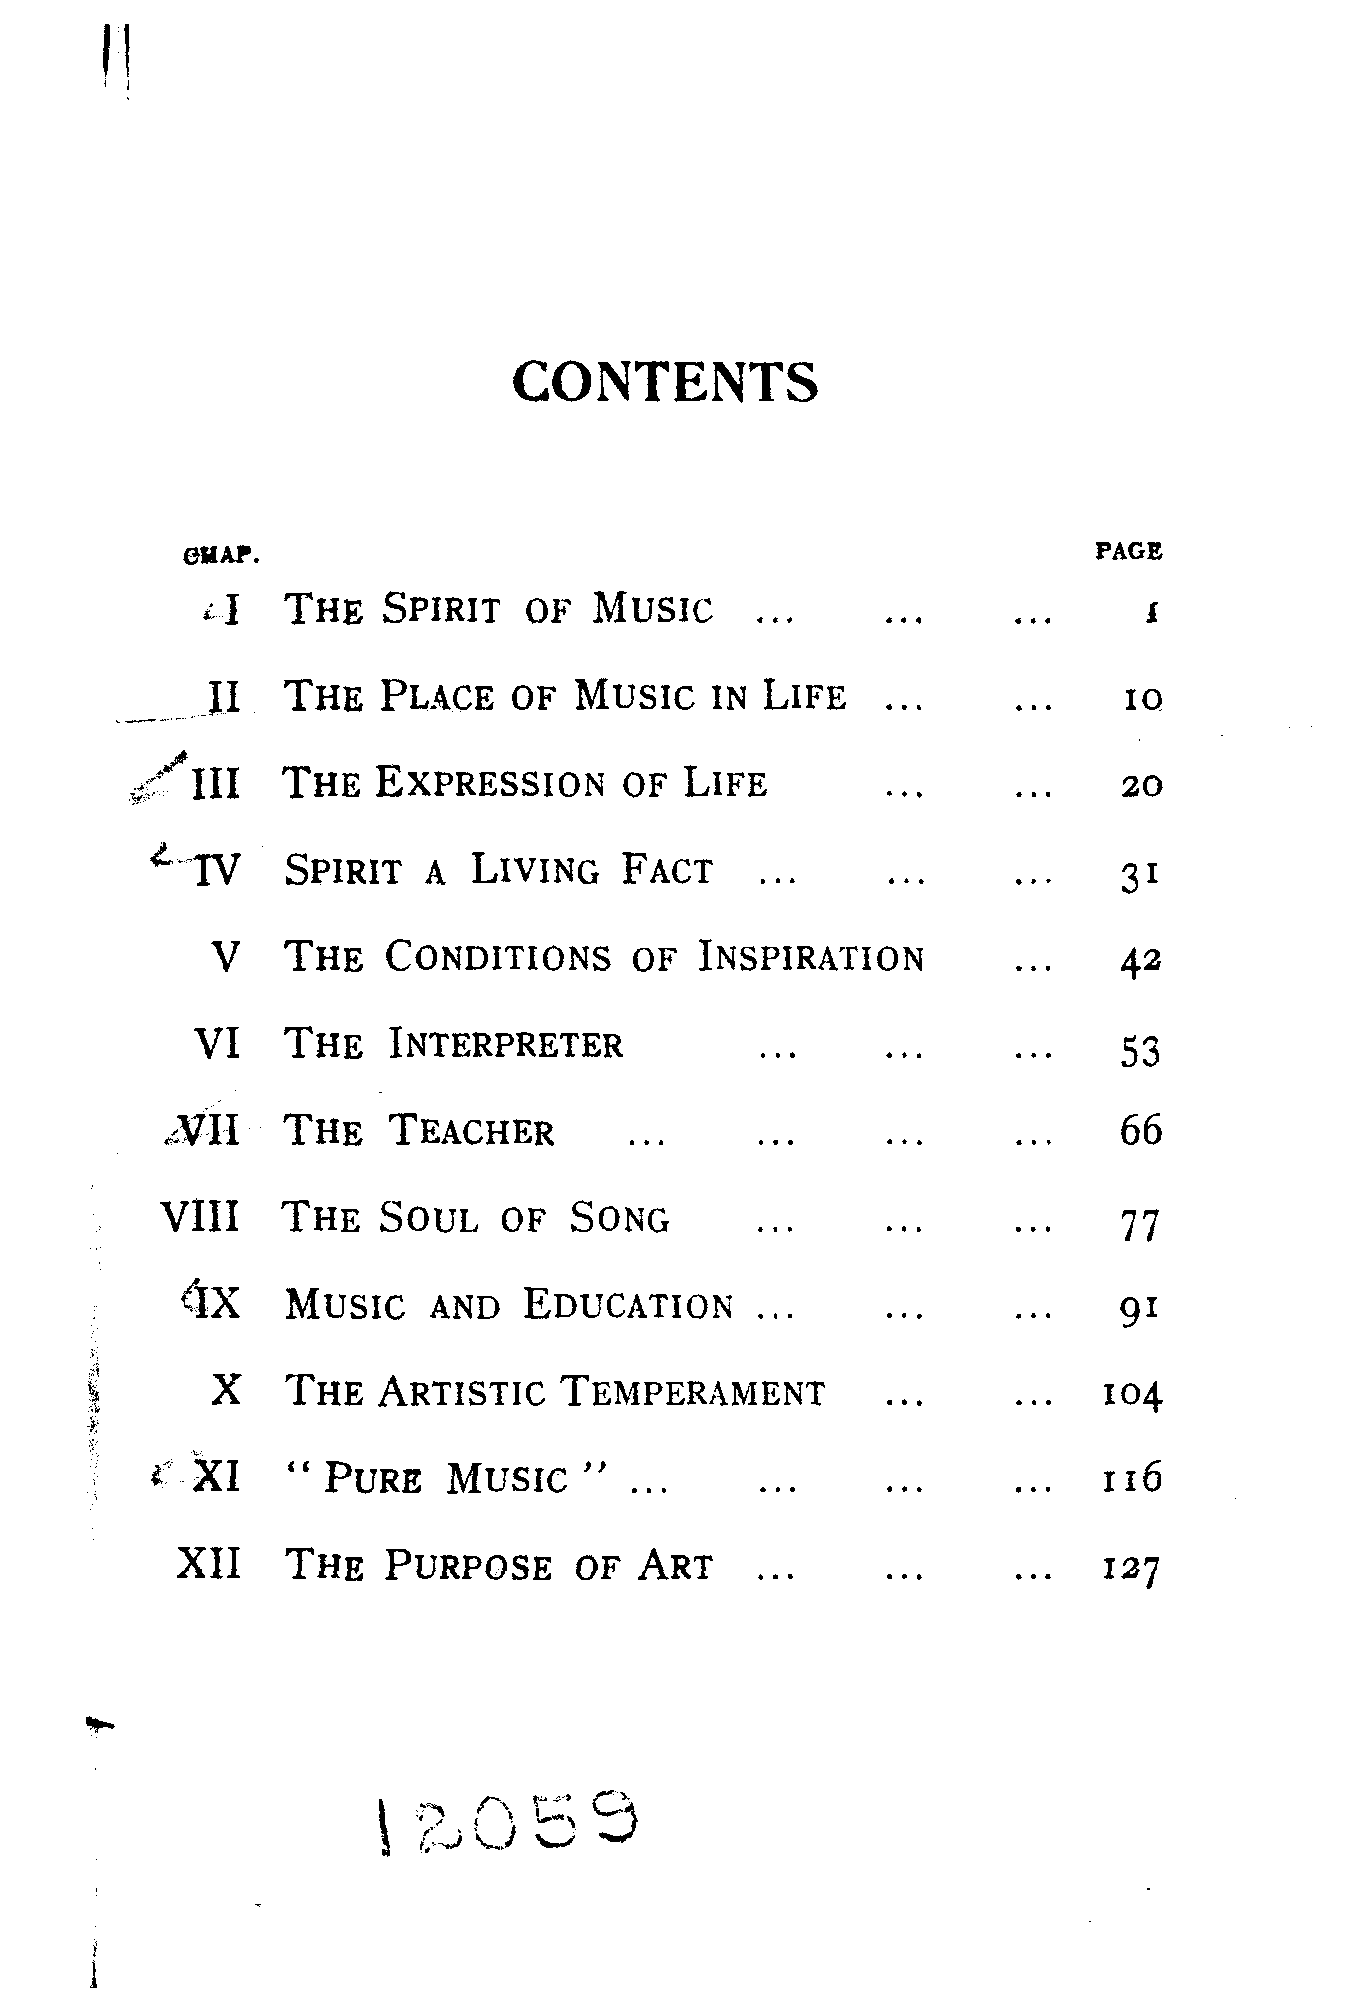 CONTENTS
CHAP. PAGE
I THE SPIRIT OF MUSIC ... ... ... 1
II THE PLACE OF MUSIC IN LIFE ... ... 10
III THE EXPRESSION OF LIFE ... ... 20
IV SPIRIT A LIVING FACT ... ... ... 31
V THE CONDITIONS OF INSPIRATION ... 42
VI THE INTERPRETER ... ... ... 53
VII THE TEACHER ... ... ... ... 66
VIII THE SOUL OF SONG ... ... ... 77
IX MUSIC AND EDUCATION ... ... ... 91
X THE ARTISTIC TEMPERAMENT ... ... 104
XI “PURE MUSIC” ... ... ... ... 116
XII THE PURPOSE OF ART ... ... ... 127
12059